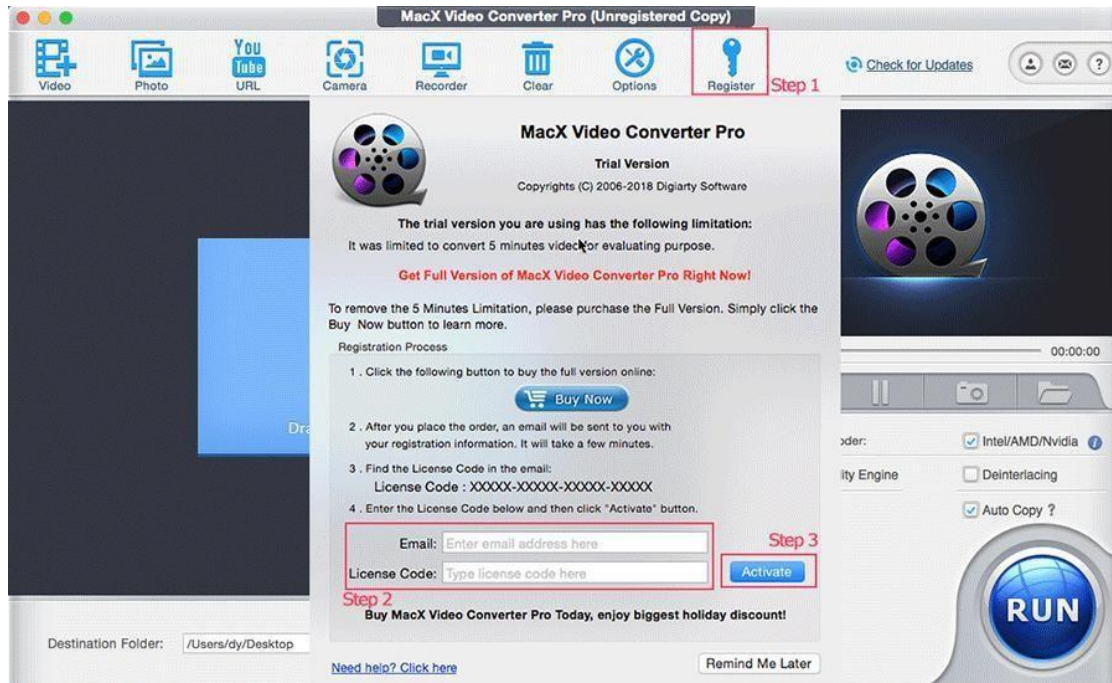 MacX Video Converter Pro (Unregistered Copy)
Video
Photo
You
Tube
URL
Camera
Recorder
Clear
Options
Register
Step 1
Check for Updates
?
MacX Video Converter Pro
Trial Version
Copyrights (C) 2006-2018 Digiarty Software
The trial version you are using has the following limitation:
It was limited to convert 5 minutes video for evaluating purpose.
Get Full Version of MacX Video Converter Pro Right Now!
To remove the 5 Minutes Limitation, please purchase the Full Version. Simply click the
Buy Now button to learn more.
Registration Process
00:00:00
1 . Click the following button to buy the full version online:
Buy Now
2 . After you place the order, an email will be sent to you with
your registration information. It will take a few minutes.
3 . Find the License Code in the email:
License Code : XXXXX-XXXXX-XXXXX-XXXXX
4 . Enter the License Code below and then click "Activate" button.
Email: Enter email address here
Step 3
License Code: Type license code here
Activate
Step 2
Buy MacX Video Converter Pro Today, enjoy biggest holiday discount!
Need help? Click here
Remind Me Later
Dra
oder:
Intel/AMD/Nvidia
ity Engine
Deinterlacing
Auto Copy ?
RUN
Destination Folder: /Users/dy/Desktop